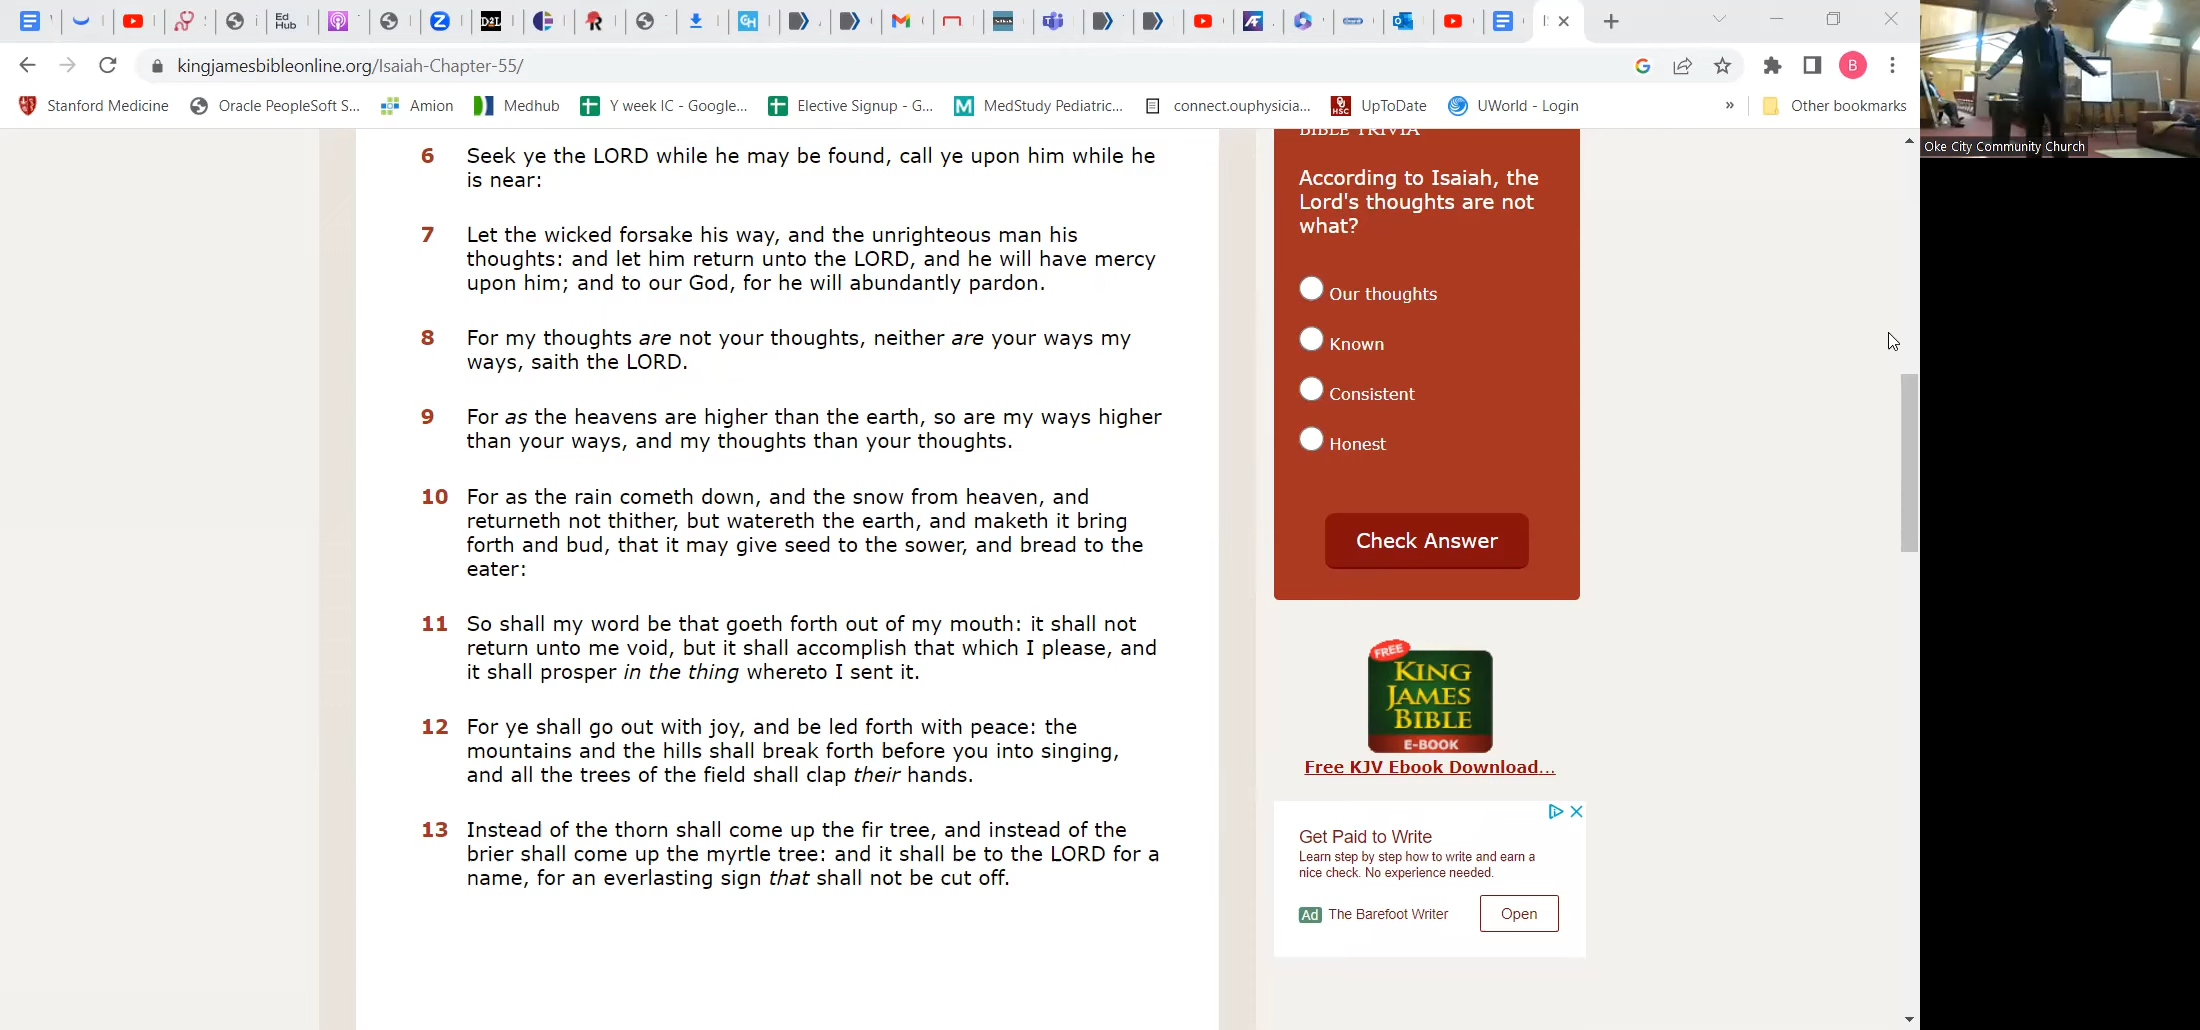 Ed
Hub
D2L
kingjamesbibleonline.org/Isaiah-Chapter-55/
B
Stanford Medicine
Oracle PeopleSoft S...
Amion
Medhub
Y week IC - Google...
Elective Signup - G...
MedStudy Pediatric...
connect.ouphysicia...
UpToDate
UWorld - Login
»
Other bookmarks
6 Seek ye the LORD while he may be found, call ye upon him while he
is near:
7 Let the wicked forsake his way, and the unrighteous man his
thoughts: and let him return unto the LORD, and he will have mercy
upon him; and to our God, for he will abundantly pardon.
8 For my thoughts are not your thoughts, neither are your ways my
ways, saith the LORD.
9 For as the heavens are higher than the earth, so are my ways higher
than your ways, and my thoughts than your thoughts.
10 For as the rain cometh down, and the snow from heaven, and
returneth not thither, but watereth the earth, and maketh it bring
forth and bud, that it may give seed to the sower, and bread to the
eater:
11 So shall my word be that goeth forth out of my mouth: it shall not
return unto me void, but it shall accomplish that which I please, and
it shall prosper in the thing whereto I sent it.
12 For ye shall go out with joy, and be led forth with peace: the
mountains and the hills shall break forth before you into singing,
and all the trees of the field shall clap their hands.
13 Instead of the thorn shall come up the fir tree, and instead of the
brier shall come up the myrtle tree: and it shall be to the LORD for a
name, for an everlasting sign that shall not be cut off.
BIBLE TRIVIA
According to Isaiah, the
Lord's thoughts are not
what?
Our thoughts
Known
Consistent
Honest
Check Answer
FREE
KING
JAMES
BIBLE
E-BOOK
Free KJV Ebook Download...
Get Paid to Write
Learn step by step how to write and earn a
nice check. No experience needed.
Ad The Barefoot Writer
Open
Oke City Community Church